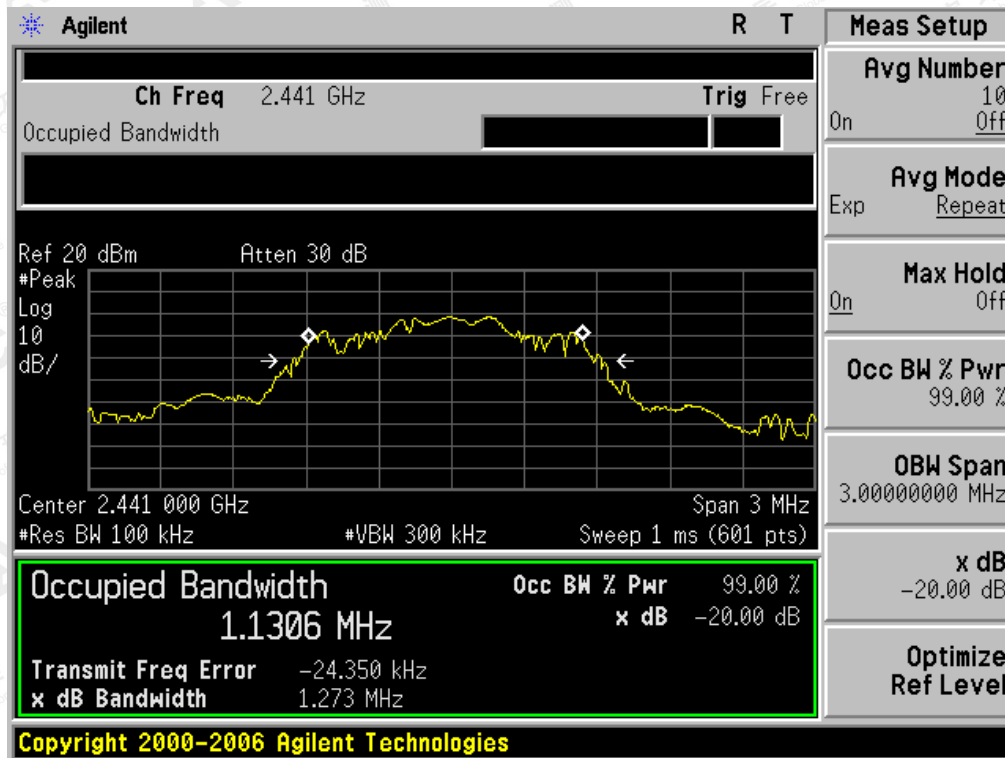 Agilent R T
Ch Freq 2.441 GHz Trig Free
Occupied Bandwidth
Ref 20 dBm Atten 30 dB
#Peak
Log
10
dB/
Center 2.441 000 GHz Span 3 MHz
#Res BW 100 kHz #VBW 300 kHz Sweep 1 ms (601 pts)
Occupied Bandwidth
1.1306 MHz
Occ BW % Pwr 99.00 %
x dB -20.00 dB
Transmit Freq Error -24.350 kHz
x dB Bandwidth 1.273 MHz
Copyright 2000-2006 Agilent Technologies
Meas Setup
Avg Number
10
On Off
Avg Mode
Exp Repeat
Max Hold
On Off
Occ BW % Pwr
99.00 %
OBW Span
3.00000000 MHz
x dB
-20.00 dB
Optimize
Ref Level